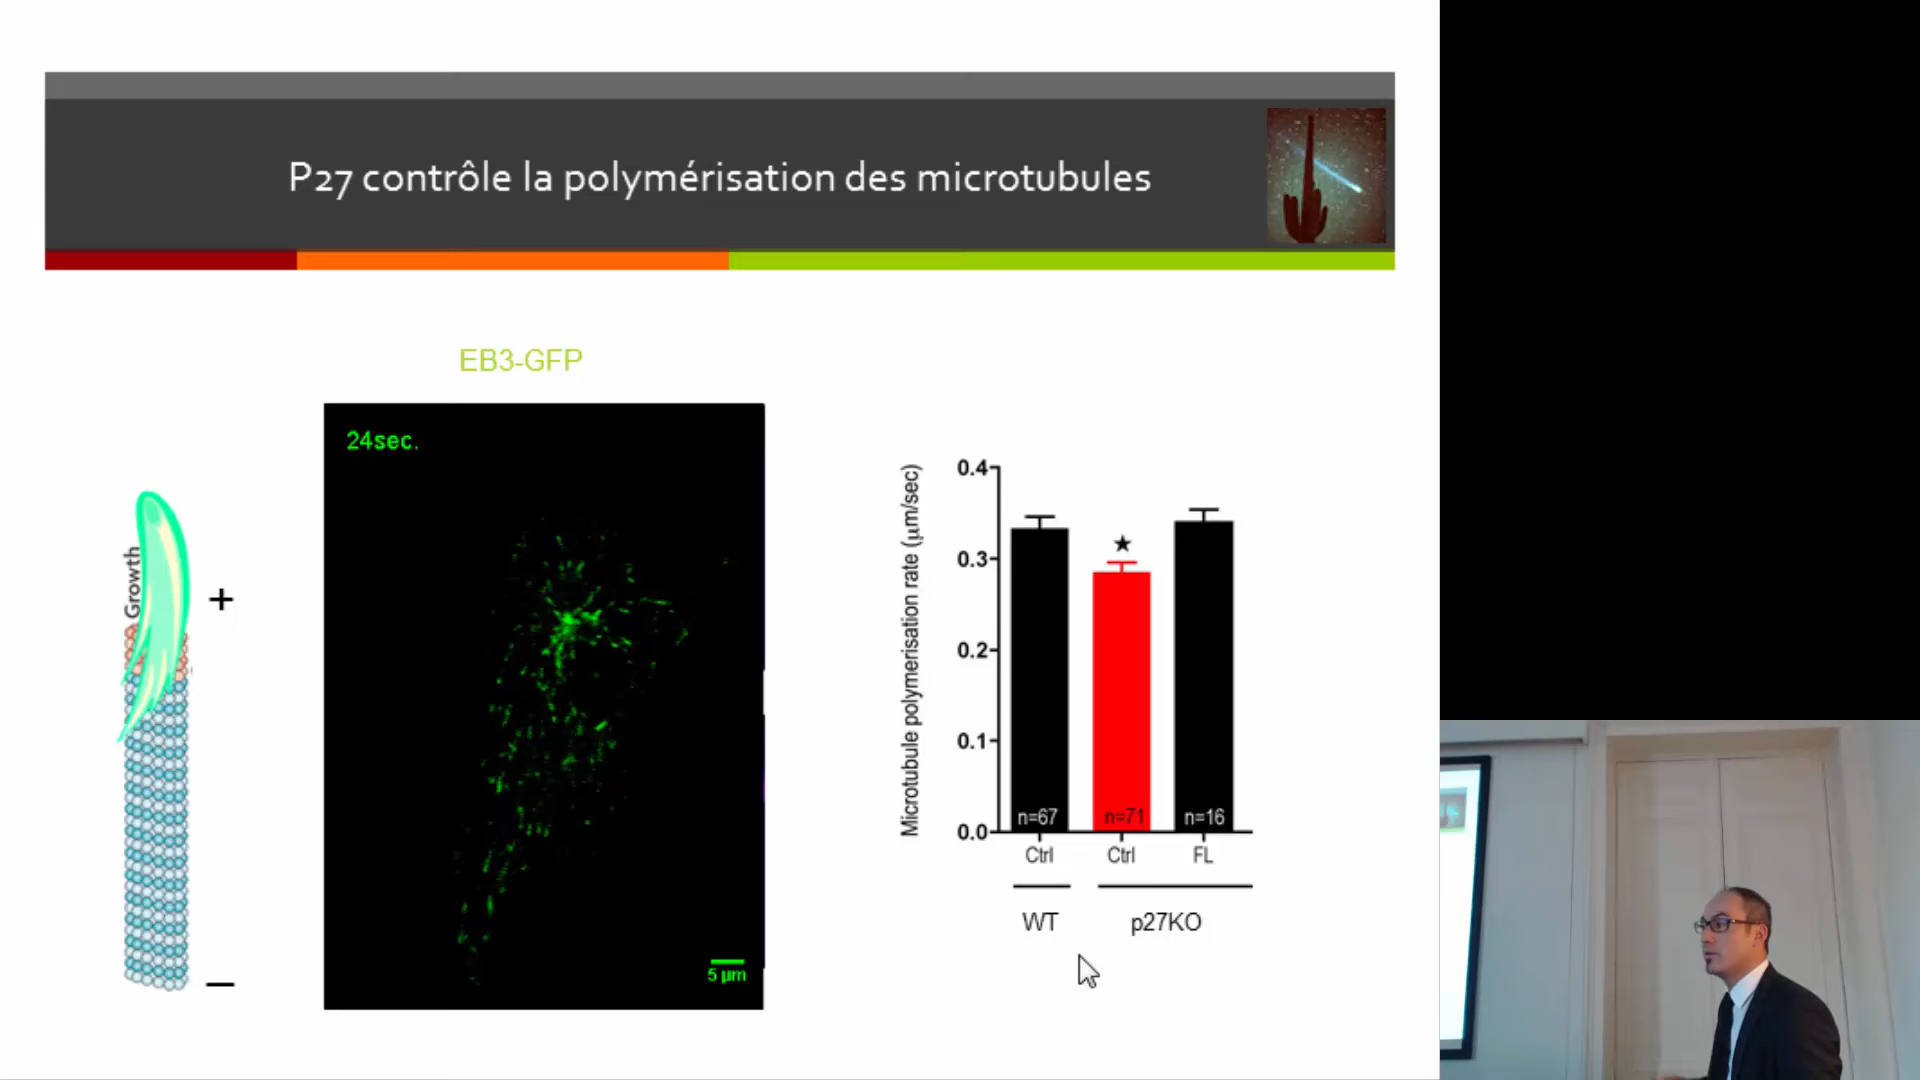 P27 contrôle la polymérisation des microtubules
EB3-GFP
24sec.
5 µm
Growth
+
–
Microtubule polymerisation rate (µm/sec)
0.4
0.3
0.2
0.1
0.0
★
n=67
n=71
n=16
Ctrl
Ctrl
FL
WT
p27KO